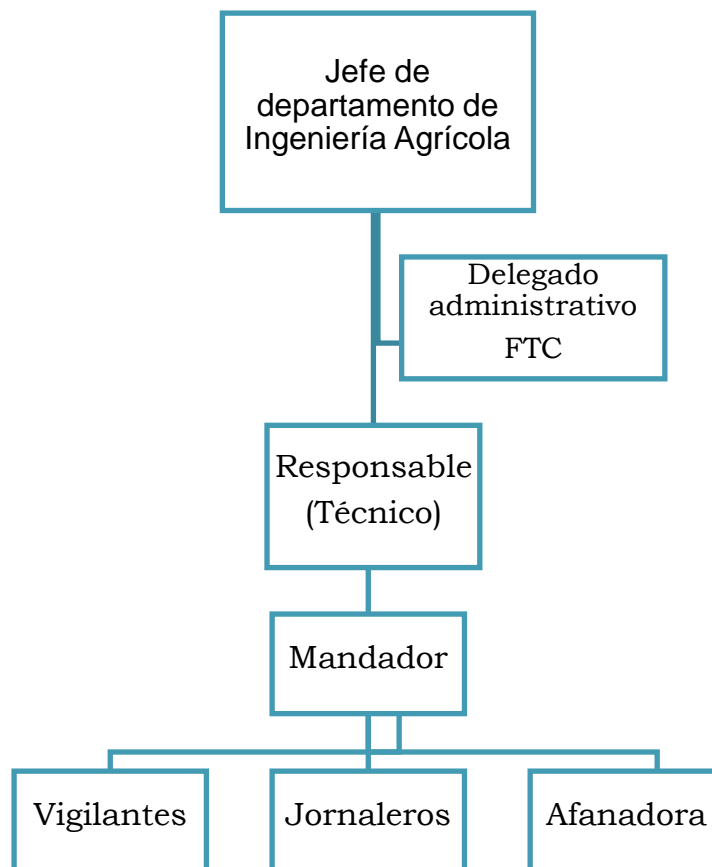 Jefe de
departamento de
Ingeniería Agrícola
Delegado
administrativo
FTC
Responsable
(Técnico)
Mandador
Vigilantes
Jornaleros
Afanadora